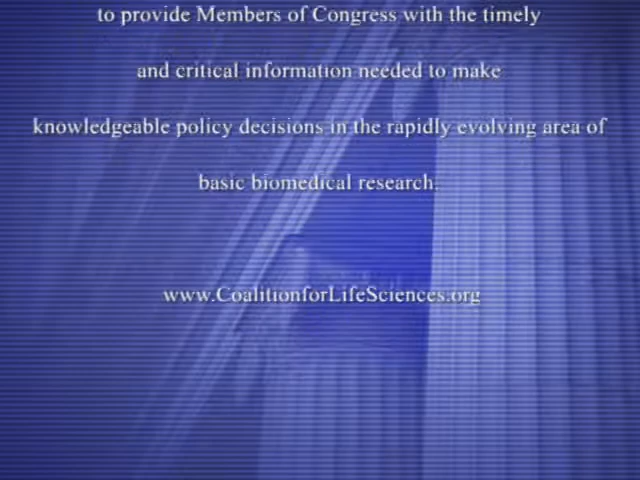 to provide Members of Congress with the timely
and critical information needed to make
knowledgeable policy decisions in the rapidly evolving area of
basic biomedical research.
www.CoalitionforLifeSciences.org